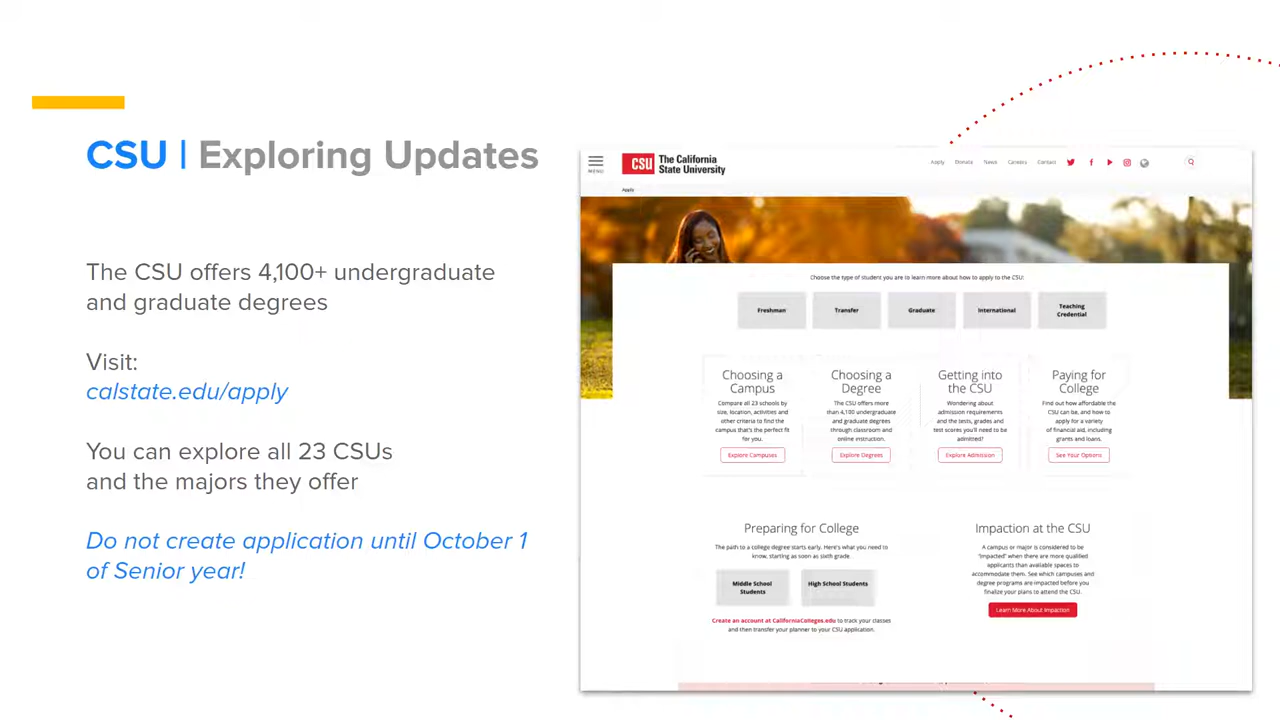 CSU | Exploring Updates
The CSU offers 4,100+ undergraduate
and graduate degrees
Visit:
calstate.edu/apply
You can explore all 23 CSUs
and the majors they offer
Do not create application until October 1
of Senior year!
MENU
CSU The California
State University
Apply Donate News Careers Contact
Apply
Choose the type of student you are to learn more about how to apply to the CSU:
Freshman
Transfer
Graduate
International
Teaching
Credential
Choosing a
Campus
Compare all 23 schools by
size, location, activities and
other criteria to find the
campus that's the perfect fit
for you.
Explore Campuses
Choosing a
Degree
The CSU offers more
than 4,100 undergraduate
and graduate degrees
through classroom and
online instruction.
Explore Degrees
Getting into
the CSU
Wondering about
admission requirements
and the tests, grades and
test scores you'll need to be
admitted?
Explore Admission
Paying for
College
Find out how affordable the
CSU can be, and how to
apply for a variety
of financial aid, including
grants and loans.
See Your Options
Preparing for College
The path to a college degree starts early. Here's what you need to
know, starting as soon as sixth grade.
Middle School
Students
High School Students
Create an account at CaliforniaColleges.edu to track your classes
and then transfer your planner to your CSU application.
Impaction at the CSU
A campus or major is considered to be
"impacted" when there are more qualified
applicants than available spaces to
accommodate them. See which campuses and
degree programs are impacted before you
finalize your plans to attend the CSU.
Learn More About Impaction